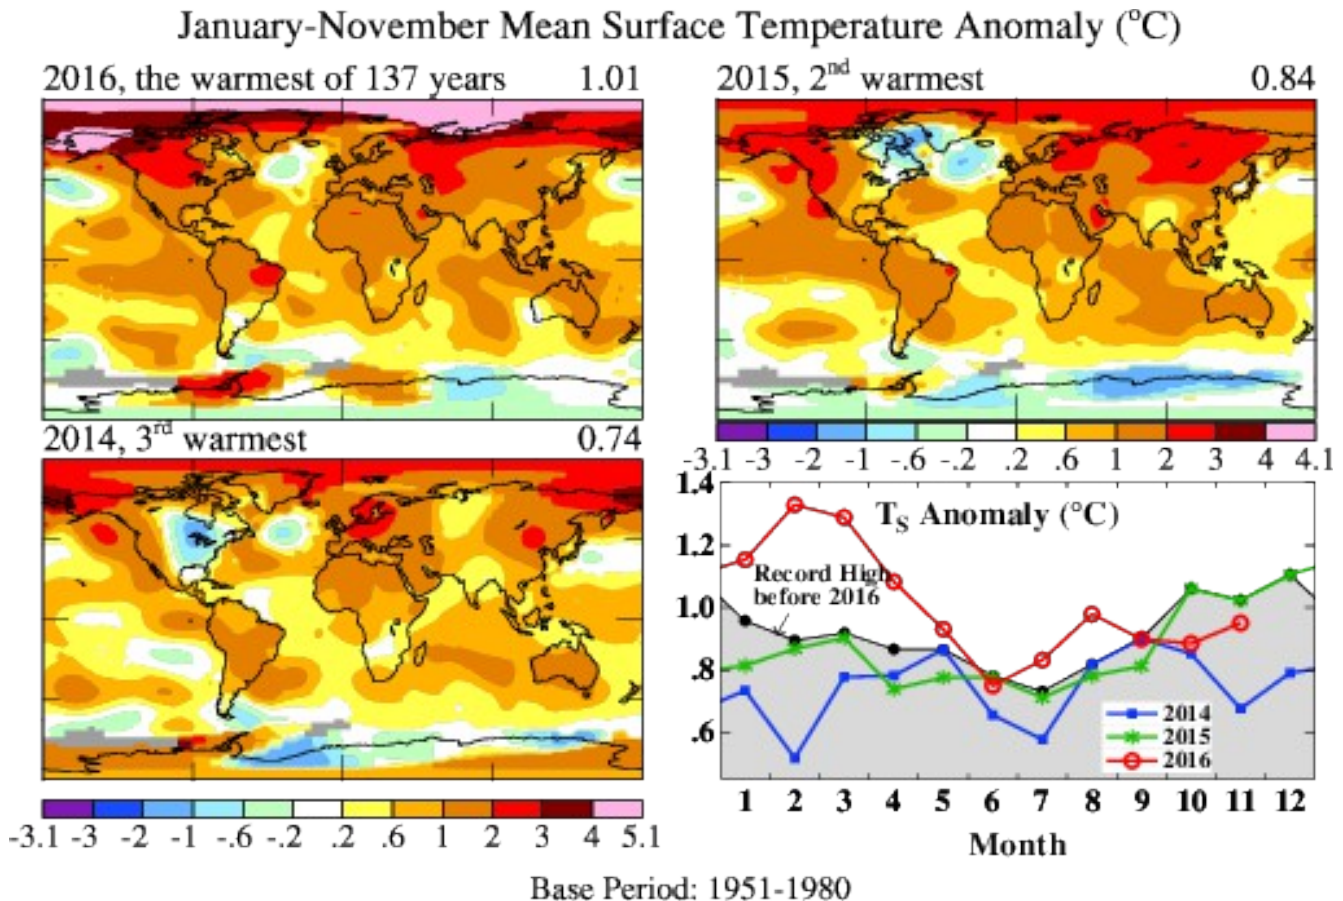 January-November Mean Surface Temperature Anomaly (°C)
2016, the warmest of 137 years 1.01
2015, 2nd warmest 0.84
2014, 3rd warmest 0.74
-3.1 -3 -2 -1 -.6 -.2 .2 .6 1 2 3 4 4.1
-3.1 -3 -2 -1 -.6 -.2 .2 .6 1 2 3 4 5.1
TS Anomaly (°C)
1.4
1.2
1.0
.8
.6
Record High
before 2016
2014
2015
2016
1 2 3 4 5 6 7 8 9 10 11 12
Month
Base Period: 1951-1980